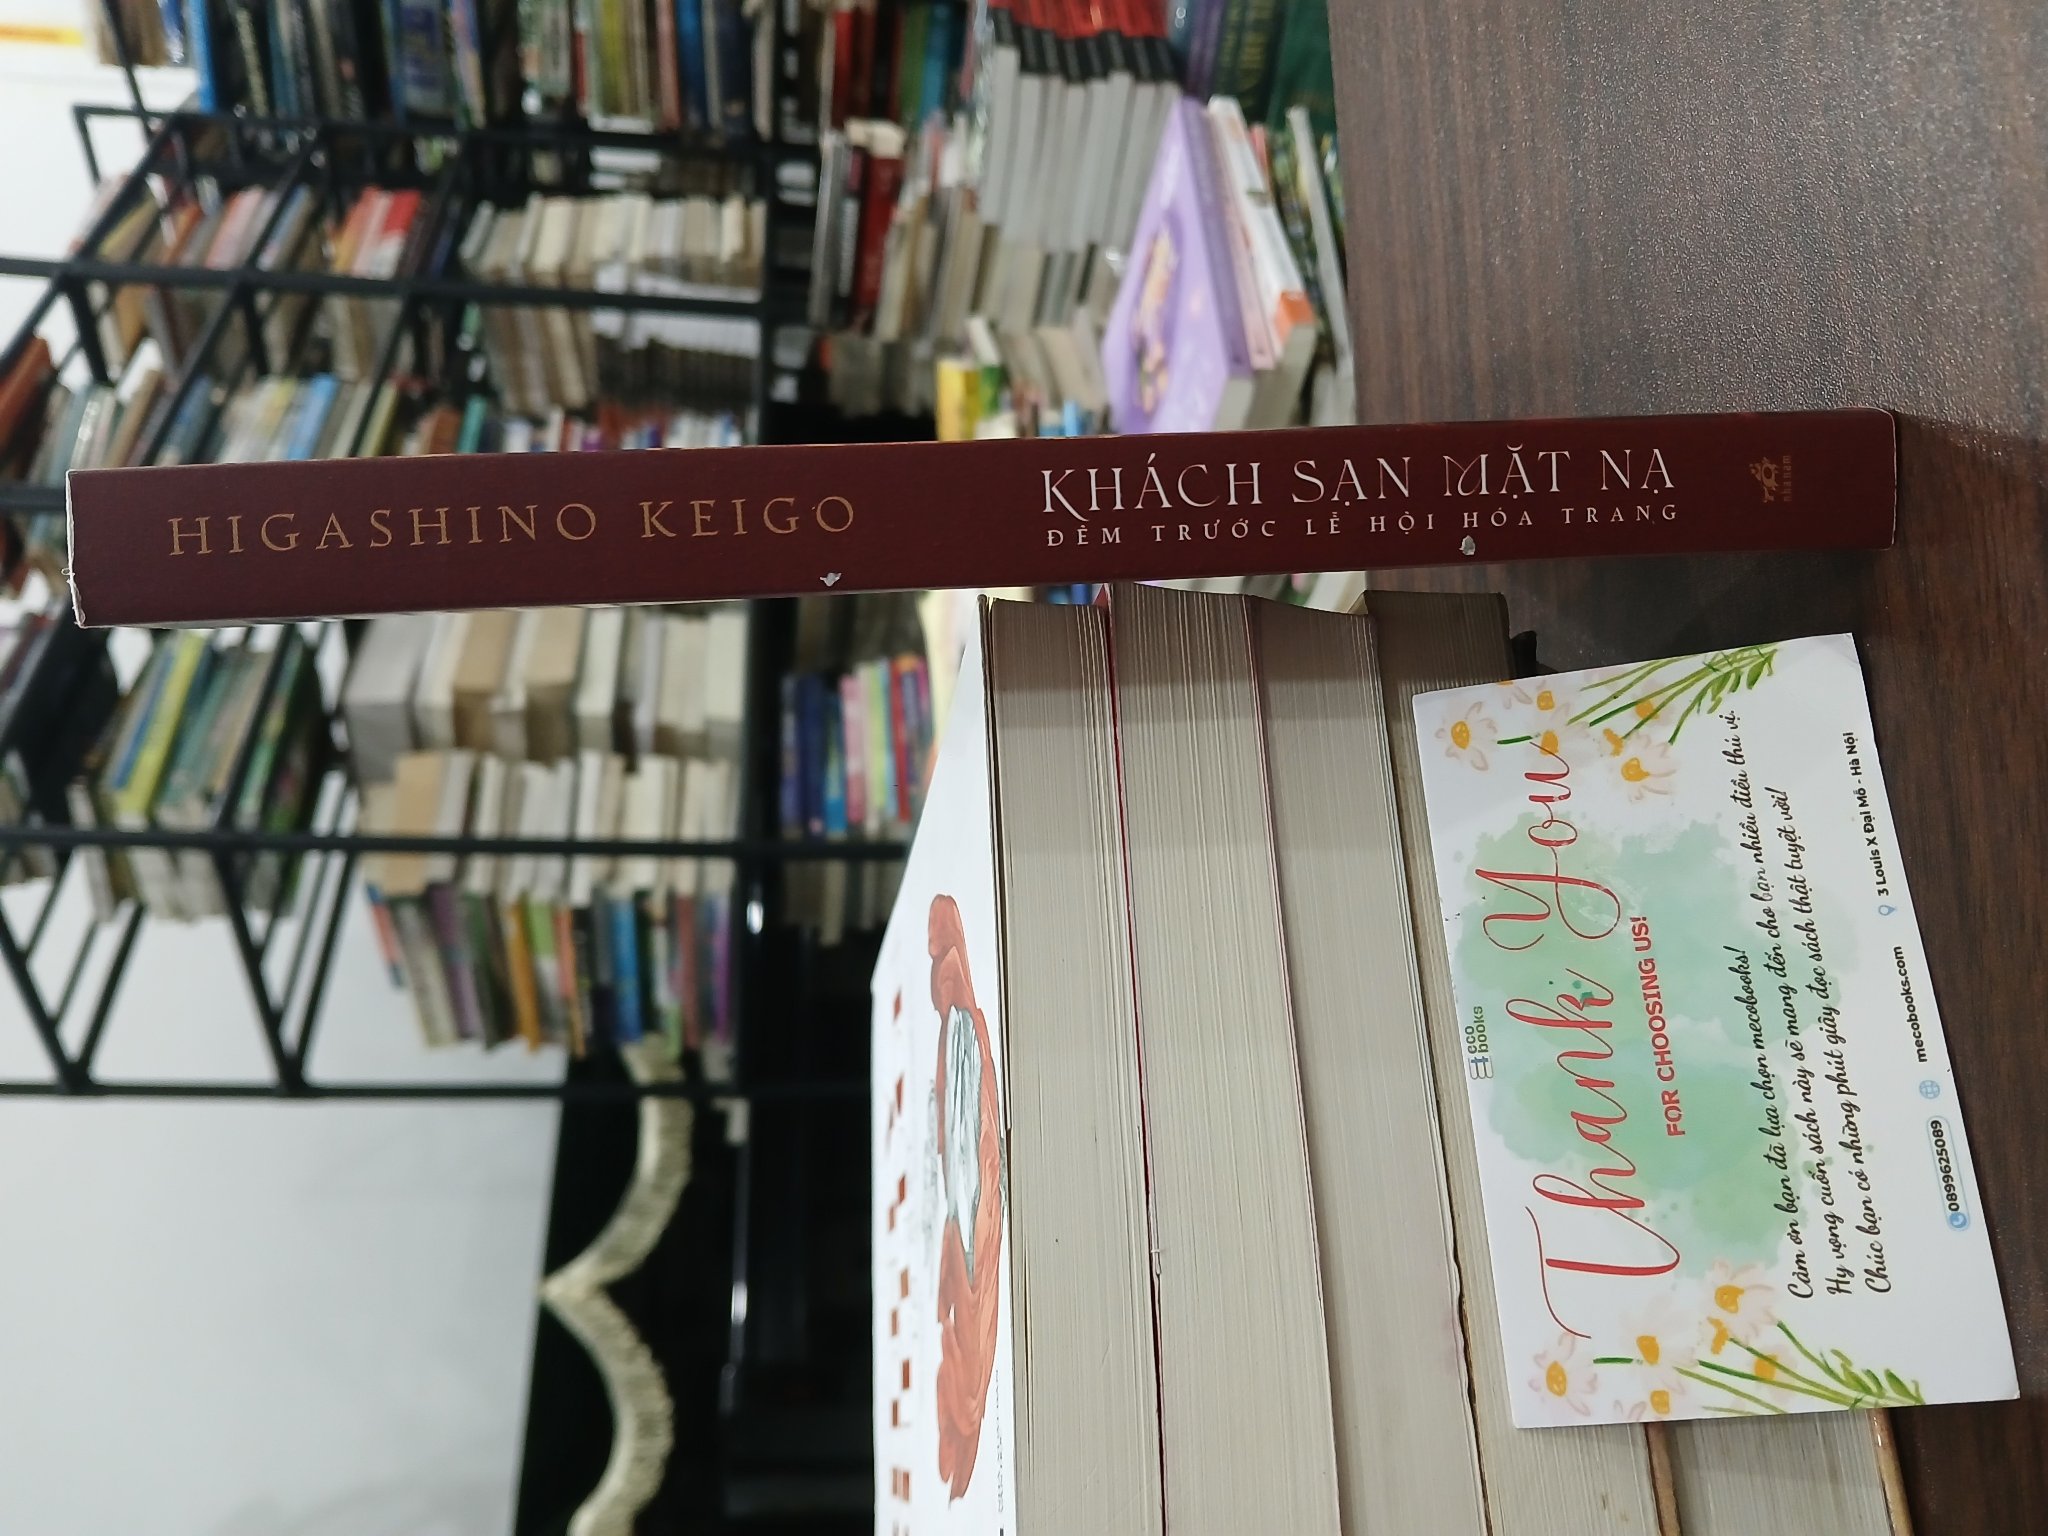 HIGASHINO KEIGO
KHÁCH SẠN MẶT NẠ
ĐÊM TRƯỚC LỄ HỘI HÓA TRANG
nhanam
eco
books
Thank You
FOR CHOOSING US!
Cảm ơn bạn đã lựa chọn mecobooks!
Hy vọng cuốn sách này sẽ mang đến cho bạn nhiều điều thú vị.
Chúc bạn có những phút giây đọc sách thật tuyệt vời!
0899625089 mecobooks.com 3 Louis X Đại Mỗ - Hà Nội